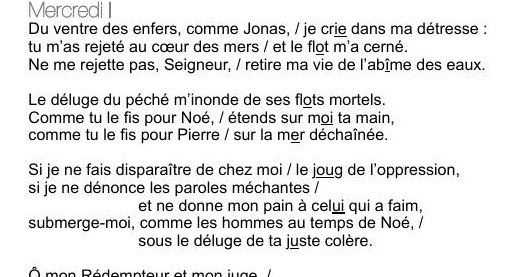 Mercredi I
Du ventre des enfers, comme Jonas, / je crie dans ma détresse :
tu m'as rejeté au cœur des mers / et le flot m'a cerné.
Ne me rejette pas, Seigneur, / retire ma vie de l'abîme des eaux.
Le déluge du péché m'inonde de ses flots mortels.
Comme tu le fis pour Noé, / étends sur moi ta main,
comme tu le fis pour Pierre / sur la mer déchaînée.
Si je ne fais disparaître de chez moi / le joug de l'oppression,
si je ne dénonce les paroles méchantes /
et ne donne mon pain à celui qui a faim,
submerge-moi, comme les hommes au temps de Noé, /
sous le déluge de ta juste colère.
Ô mon Rédempteur et mon juge, /